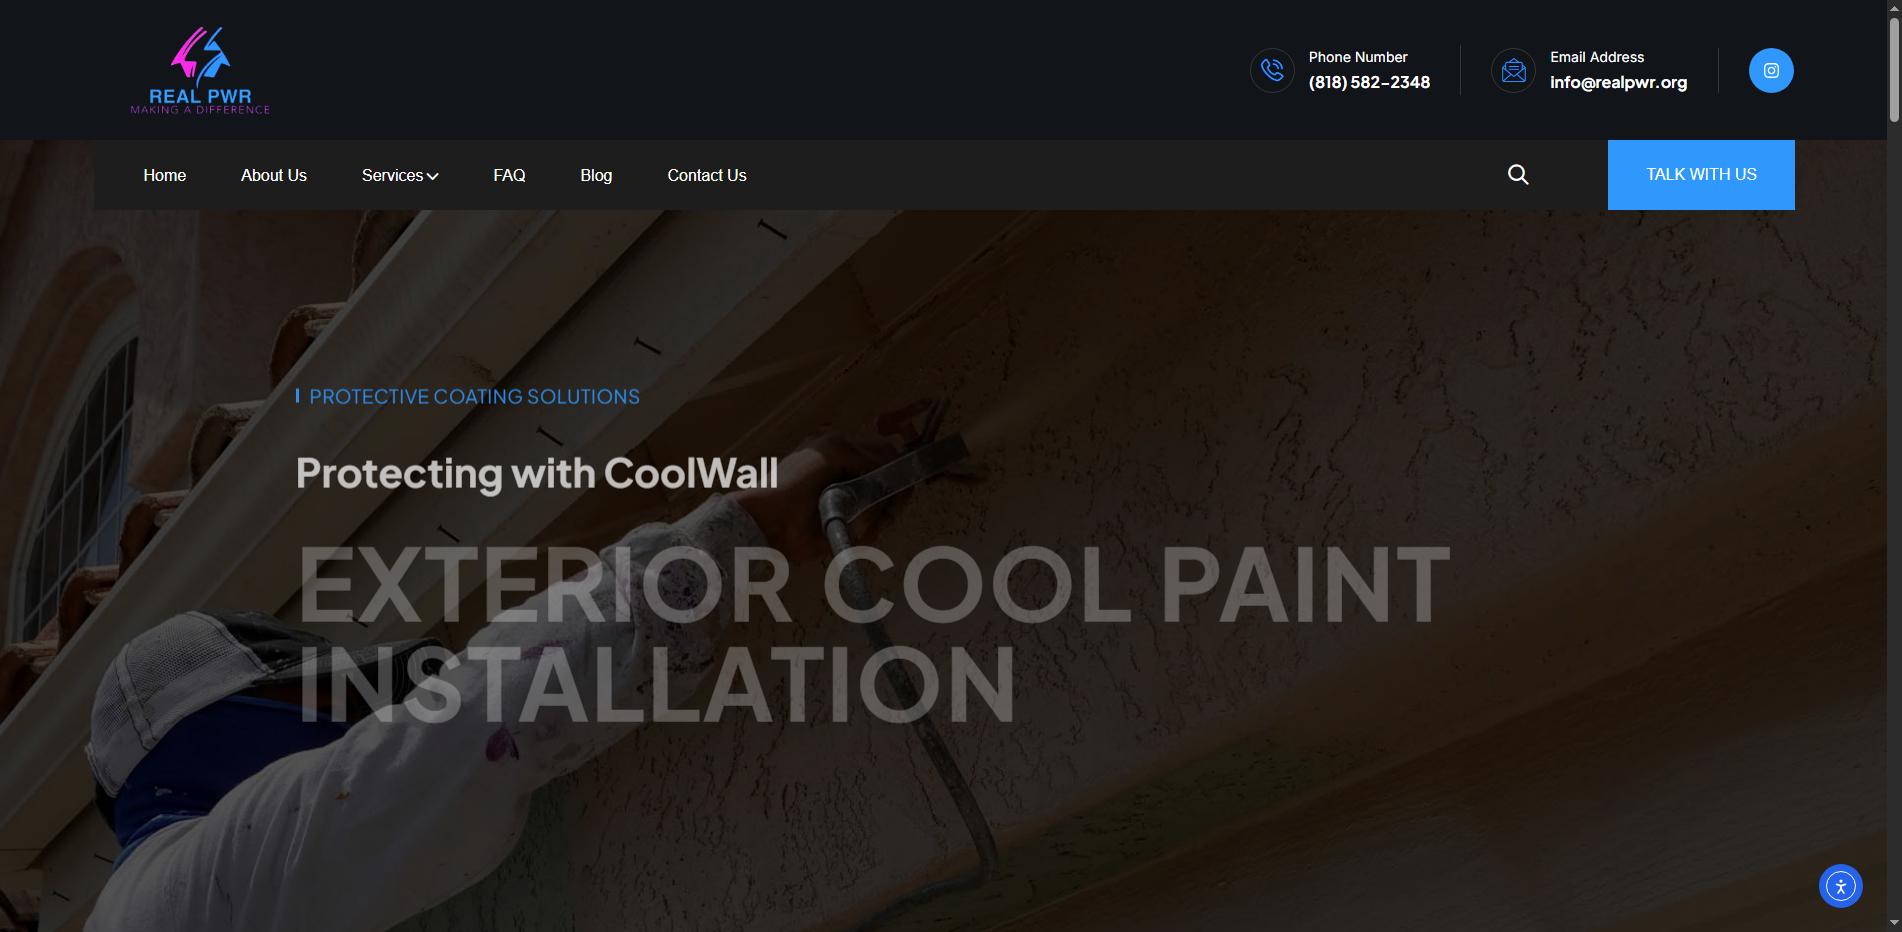 REAL PWR
MAKING A DIFFERENCE
Phone Number
(818) 582-2348
Email Address
info@realpwr.org
Home
About Us
Services
FAQ
Blog
Contact Us
TALK WITH US
PROTECTIVE COATING SOLUTIONS
Protecting with CoolWall
EXTERIOR COOL PAINT
INSTALLATION